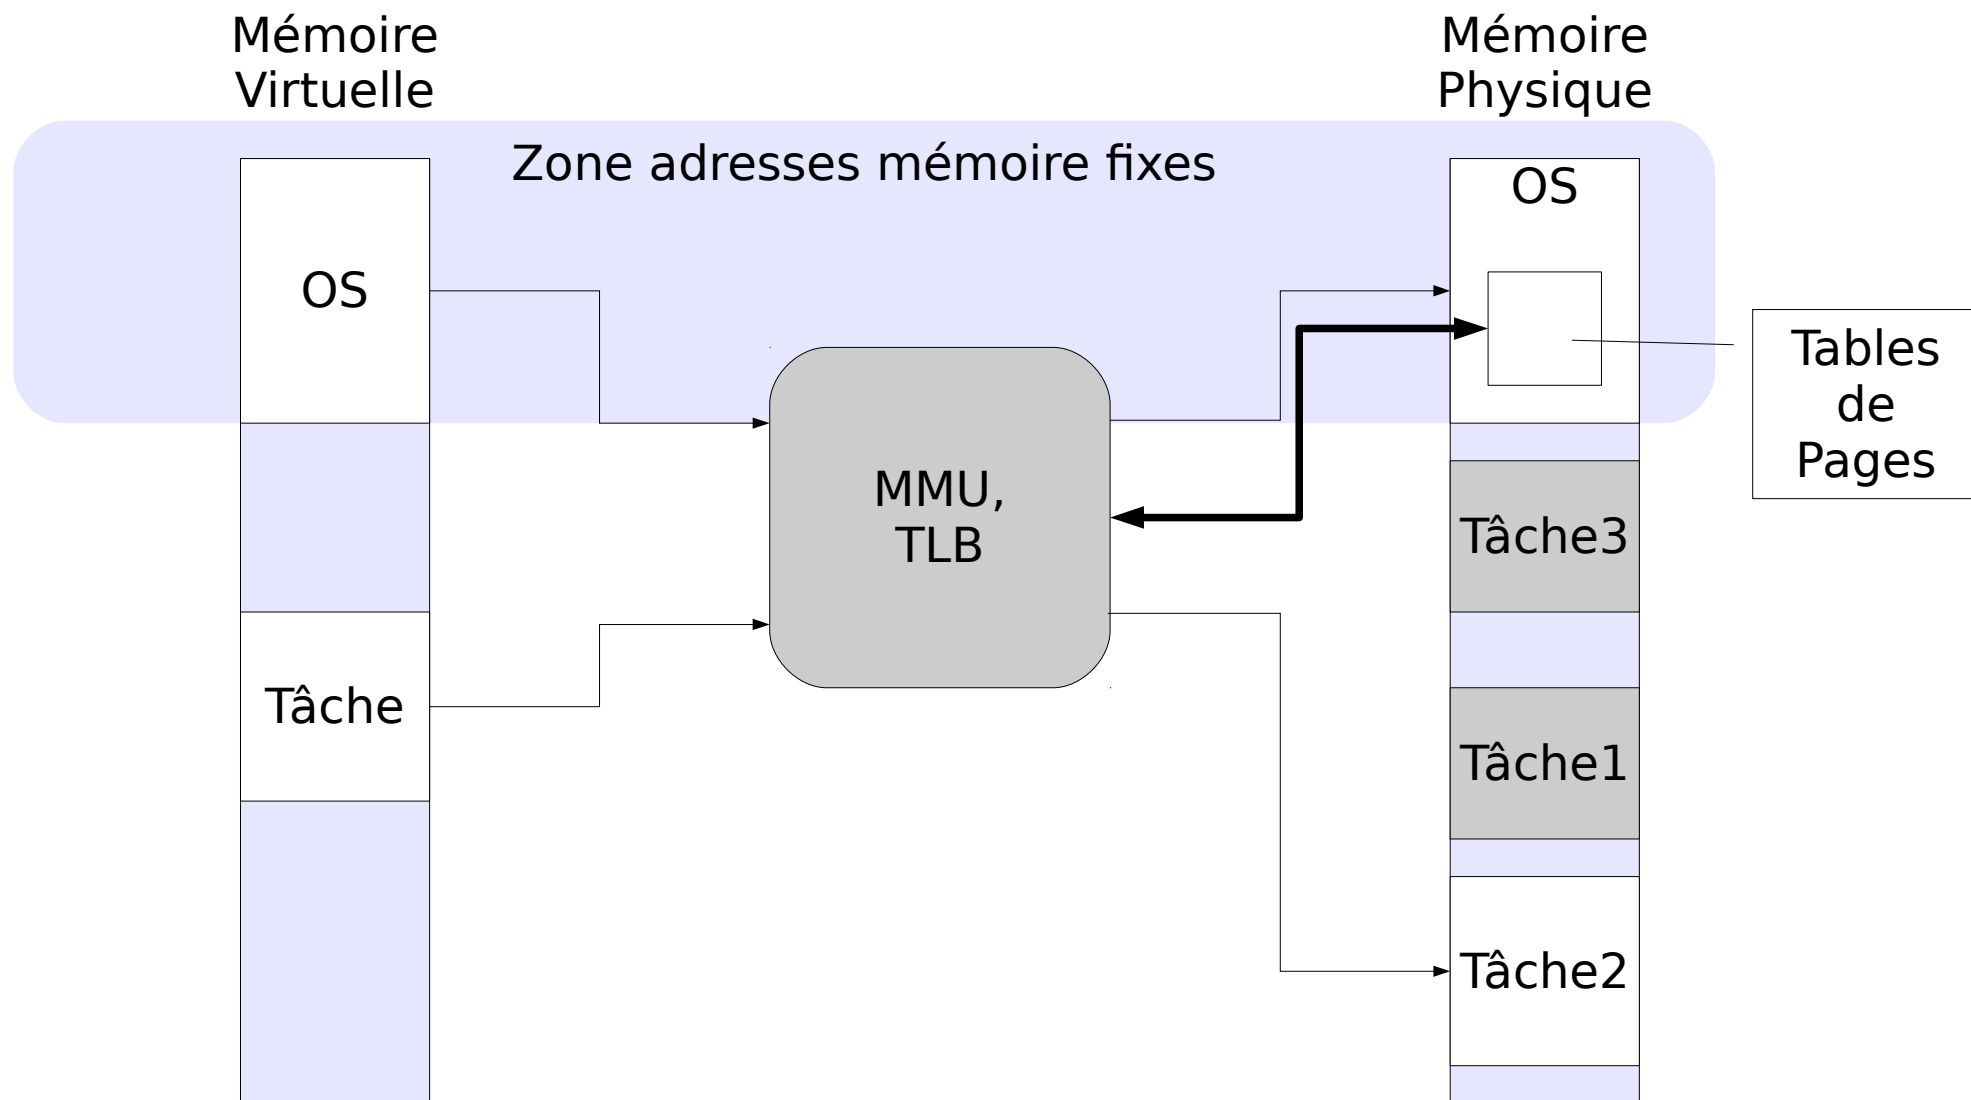 Mémoire
Virtuelle
Mémoire
Physique
Zone adresses mémoire fixes
OS
OS
Tables
de
Pages
MMU,
TLB
Tâche3
Tâche
Tâche1
Tâche2